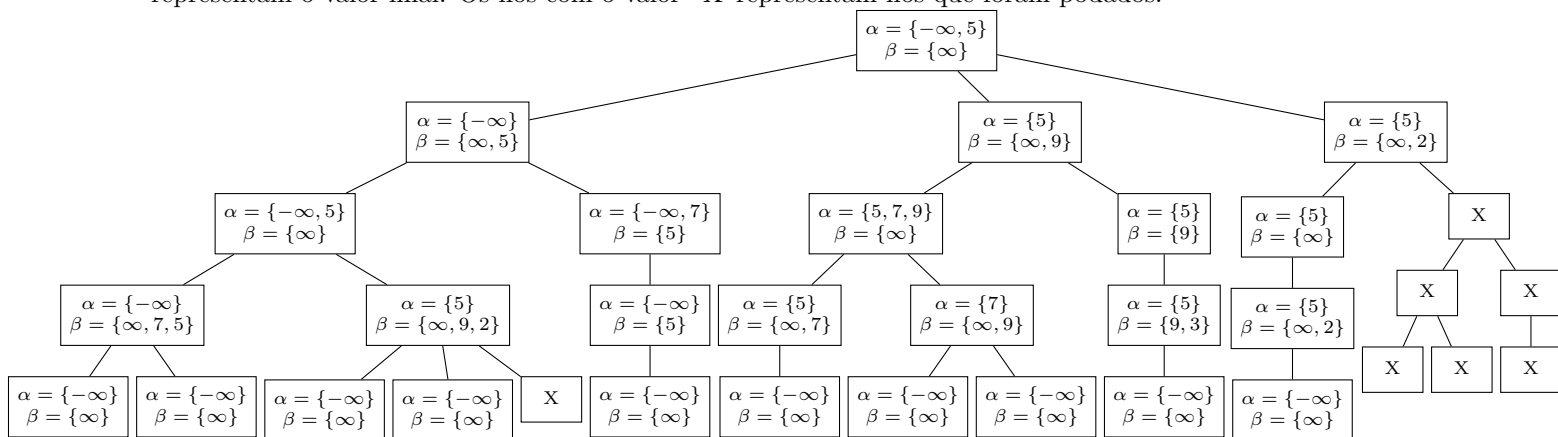 representam o valor final. Os nós com o valor "X"representam nós que foram podados.
α = {−∞, 5}
β = {∞}
α = {−∞}
β = {∞, 5}
α = {5}
β = {∞, 9}
α = {5}
β = {∞, 2}
α = {−∞, 5}
β = {∞}
α = {−∞, 7}
β = {5}
α = {5, 7, 9}
β = {∞}
α = {5}
β = {9}
α = {5}
β = {∞}
X
α = {−∞}
β = {∞, 7, 5}
α = {5}
β = {∞, 9, 2}
α = {−∞}
β = {5}
α = {5}
β = {∞, 7}
α = {7}
β = {∞, 9}
α = {5}
β = {9, 3}
α = {5}
β = {∞, 2}
X
X
α = {−∞}
β = {∞}
α = {−∞}
β = {∞}
α = {−∞}
β = {∞}
α = {−∞}
β = {∞}
X
α = {−∞}
β = {∞}
α = {−∞}
β = {∞}
α = {−∞}
β = {∞}
α = {−∞}
β = {∞}
α = {−∞}
β = {∞}
α = {−∞}
β = {∞}
X
X
X